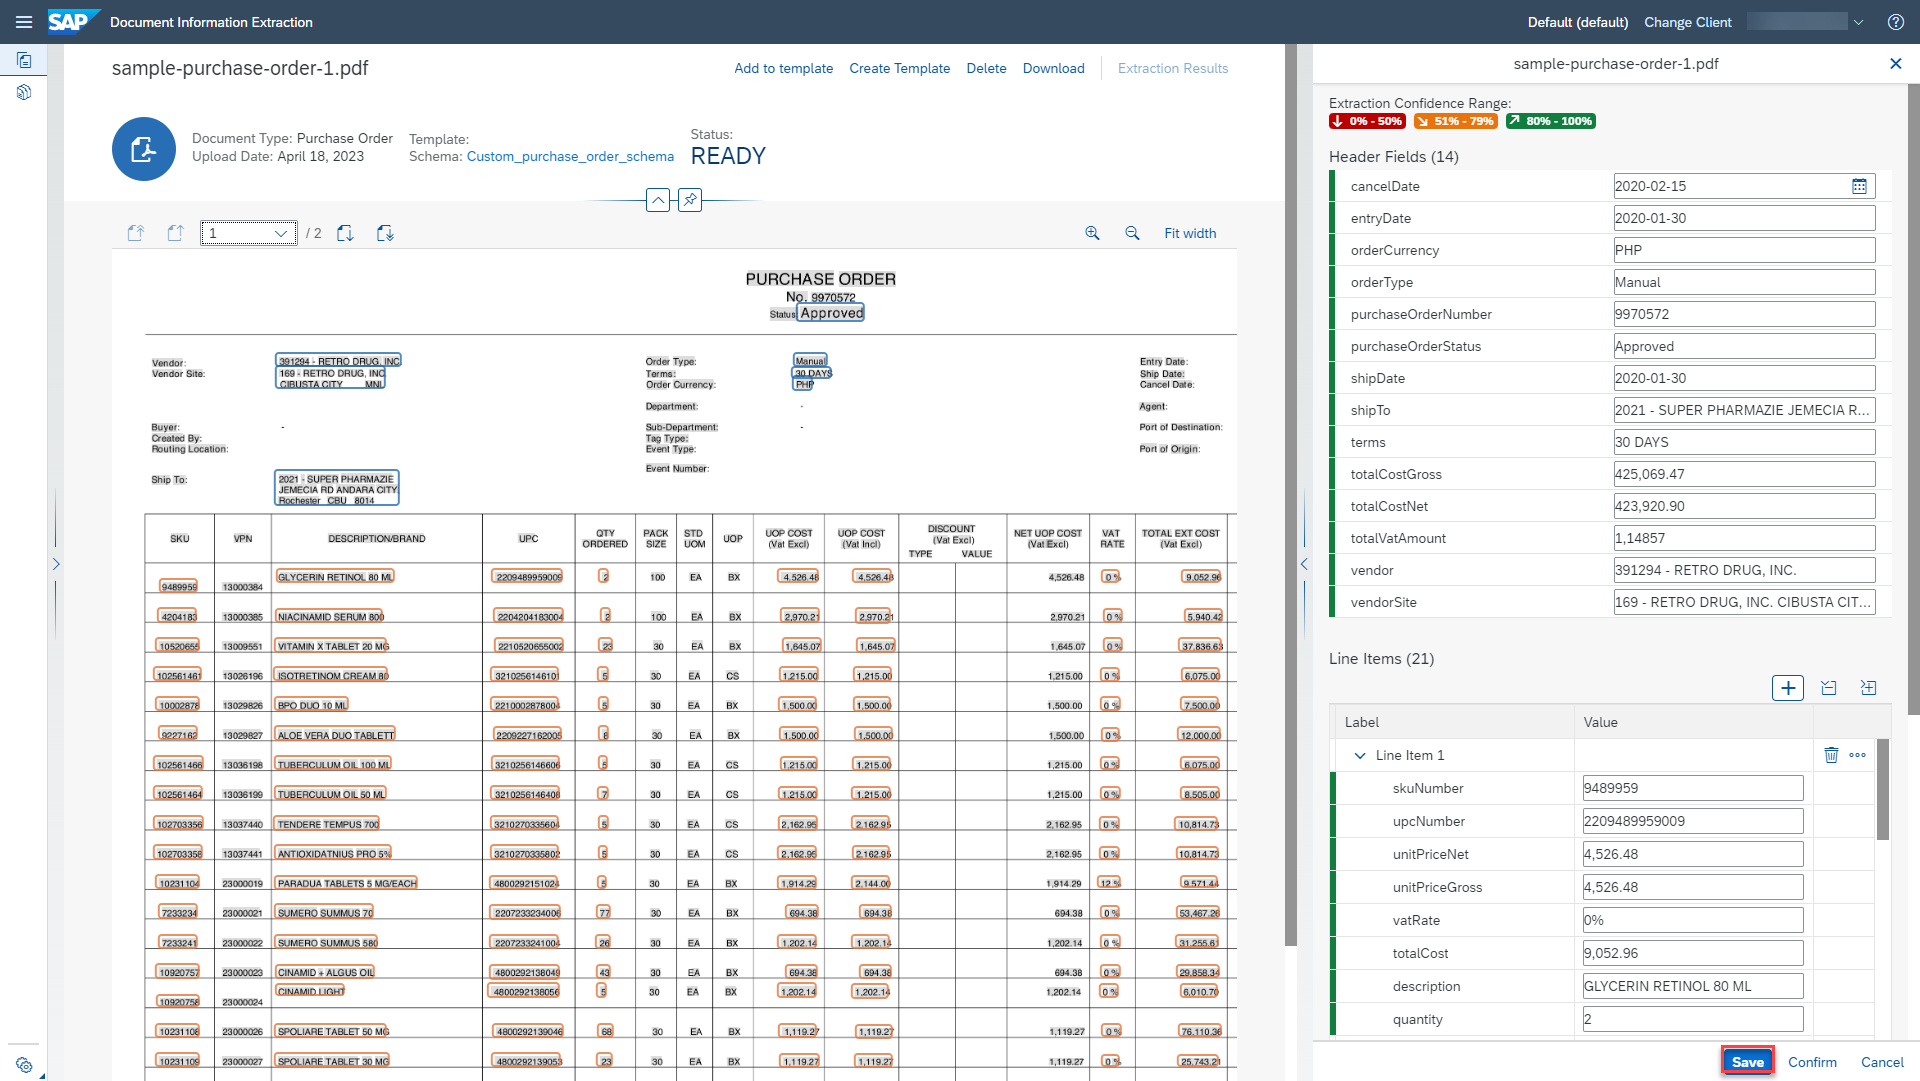 SAP Document Information Extraction Default (default) Change Client
sample-purchase-order-1.pdf
Add to template Create Template Delete Download Extraction Results
Document Type: Purchase Order
Upload Date: April 18, 2023
Template:
Schema: Custom_purchase_order_schema
Status:
READY
1 / 2 Fit width
PURCHASE ORDER
No. 9970572
Status Approved
Vendor: 391294 - RETRO DRUG, INC
Vendor Site: 169 - RETRO DRUG, INC
CIBUSTA CITY MNL
Order Type: Manual
Terms: 30 DAYS
Order Currency: PHP
Entry Date:
Ship Date:
Cancel Date:
Department: -
Agent:
Buyer: -
Created By:
Routing Location:
Sub-Department: -
Tag Type:
Event Type:
Port of Destination:
Port of Origin:
Event Number:
Ship To: 2021 - SUPER PHARMAZIE
JEMECIA RD ANDARA CITY
Rochester CBU 8014
SKU VPN DESCRIPTION/BRAND UPC QTY ORDERED PACK SIZE STD UOM UOP UOP COST (Vat Excl) UOP COST (Vat Incl) DISCOUNT (Vat Excl) TYPE VALUE NET UOP COST (Vat Excl) VAT RATE TOTAL EXT COST (Vat Excl)
9489959 13000384 GLYCERIN RETINOL 80 ML 2209489959009 2 100 EA BX 4.526.48 4.526.48 4,526.48 0 % 9.052.96
4204183 13000385 NIACINAMID SERUM 800 2204204183004 2 100 EA BX 2,970.21 2,970.21 2,970.21 0 % 5.940.42
10520655 13009551 VITAMIN X TABLET 20 MG 2210520655002 23 30 EA BX 1,645.07 1,645.07 1,645.07 0 % 37.836.63
102561461 13026196 ISOTRETINOM CREAM 80 3210256146101 5 30 EA CS 1,215.00 1,215.00 1,215.00 0 % 6,075.00
10002878 13029826 BPO DUO 10 ML 2210002878004 5 30 EA BX 1,500.00 1,500.00 1,500.00 0 % 7.500.00
9227162 13029827 ALOE VERA DUO TABLETT 2209227162005 8 30 EA BX 1,500.00 1,500.00 1,500.00 0 % 12.000.00
102561466 13036198 TUBERCULUM OIL 100 ML 3210256146606 5 30 EA CS 1,215.00 1,215.00 1,215.00 0 % 6.075.00
102561464 13036199 TUBERCULUM OIL 50 ML 3210256146408 7 30 EA CS 1.215.00 1.215.00 1,215.00 0 % 8.505.00
102703356 13037440 TENDERE TEMPUS 700 3210270335604 5 30 EA CS 2,162.95 2,162.95 2,162.95 0 % 10,814.73
102703358 13037441 ANTIOXIDATNIUS PRO 5% 3210270335802 5 30 EA CS 2,162.95 2,162.95 2,162.95 0 % 10,814.73
10231104 23000019 PARADUA TABLETS 5 MG/EACH 4800292151024 5 30 EA BX 1,914.29 2,144.00 1,914.29 12 % 9.571.44
7233234 23000021 SUMERO SUMMUS 70 2207233234006 77 30 EA BX 694.38 694.38 694.38 0 % 53,467.26
7233241 23000022 SUMERO SUMMUS 580 2207233241004 26 30 EA BX 1.202.14 1.202.14 1,202.14 0 % 31.255.61
10920757 23000023 CINAMID + ALGUS OIL 4800292138049 43 30 EA BX 694.38 694.38 694.38 0 % 29.858.34
10920758 23000024 CINAMID LIGHT 4800292138056 5 30 EA BX 1,202.14 1,202.14 1,202.14 0 % 6,010.70
10231108 23000026 SPOLIARE TABLET 50 MG 4800292139046 68 30 EA BX 1,119.27 1,119.27 1,119.27 0 % 76,110.36
10231109 23000027 SPOLIARE TABLET 30 MG 4800292139053 23 30 EA BX 1,119.27 1,119.27 1,119.27 0 % 25.743.21
sample-purchase-order-1.pdf
Extraction Confidence Range:
0% - 50% 51% - 79% 80% - 100%
Header Fields (14)
cancelDate 2020-02-15
entryDate 2020-01-30
orderCurrency PHP
orderType Manual
purchaseOrderNumber 9970572
purchaseOrderStatus Approved
shipDate 2020-01-30
shipTo 2021 - SUPER PHARMAZIE JEMECIA R...
terms 30 DAYS
totalCostGross 425,069.47
totalCostNet 423,920.90
totalVatAmount 1,14857
vendor 391294 - RETRO DRUG, INC.
vendorSite 169 - RETRO DRUG, INC. CIBUSTA CIT...
Line Items (21)
Label Value
Line Item 1
skuNumber 9489959
upcNumber 2209489959009
unitPriceNet 4,526.48
unitPriceGross 4,526.48
vatRate 0%
totalCost 9,052.96
description GLYCERIN RETINOL 80 ML
quantity 2
Save Confirm Cancel